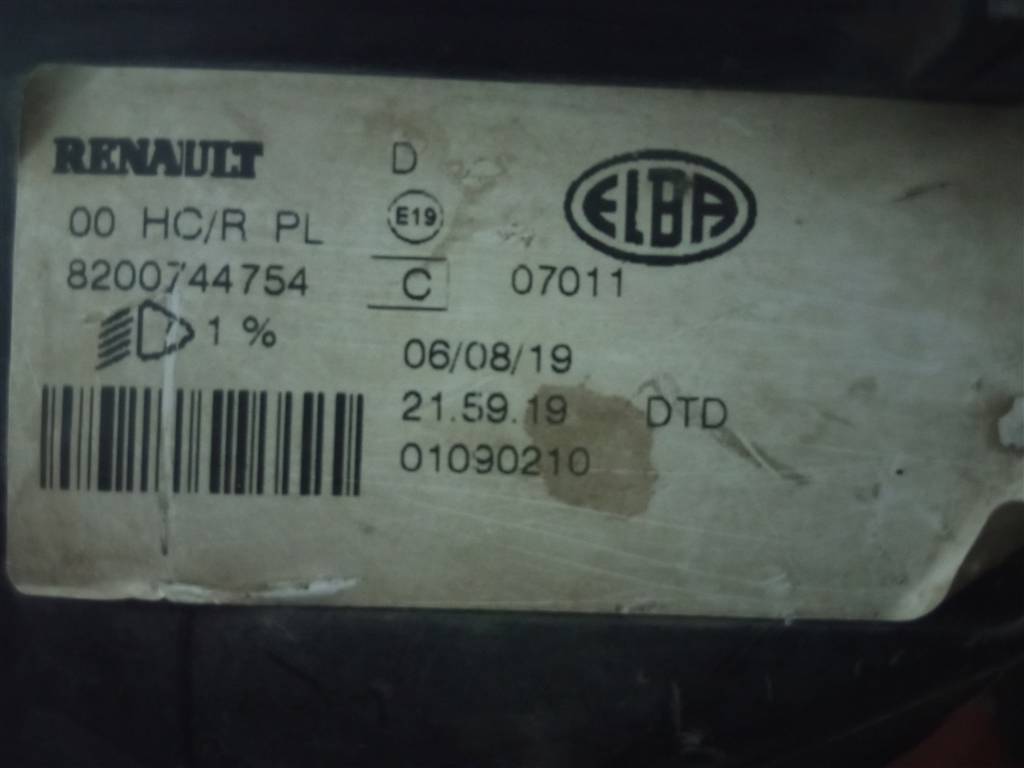 RENAULT D
00 HC/R PL E19 ELBA
8200744754 C 07011
1 %
06/08/19
21.59.19 DTD
01090210